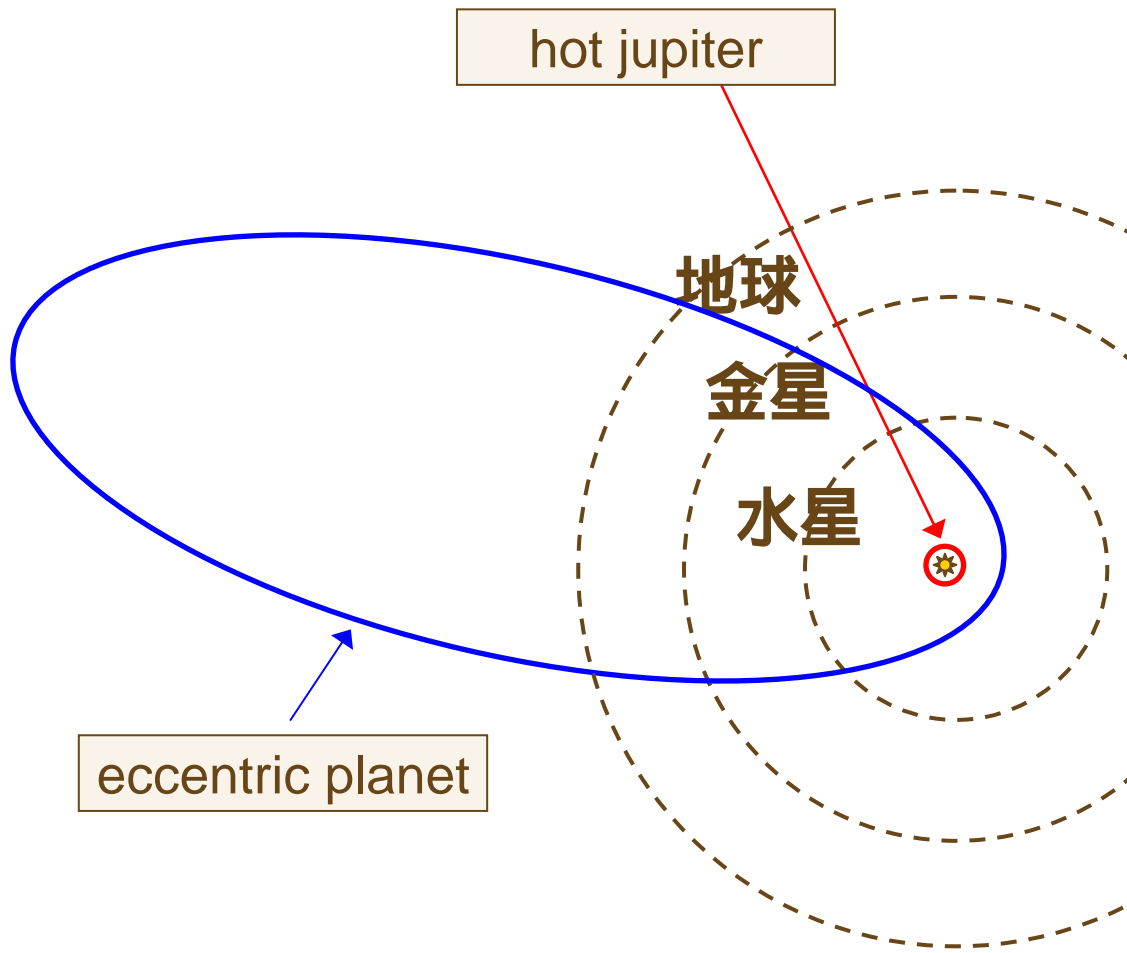 hot jupiter
地球
金星
水星
eccentric planet